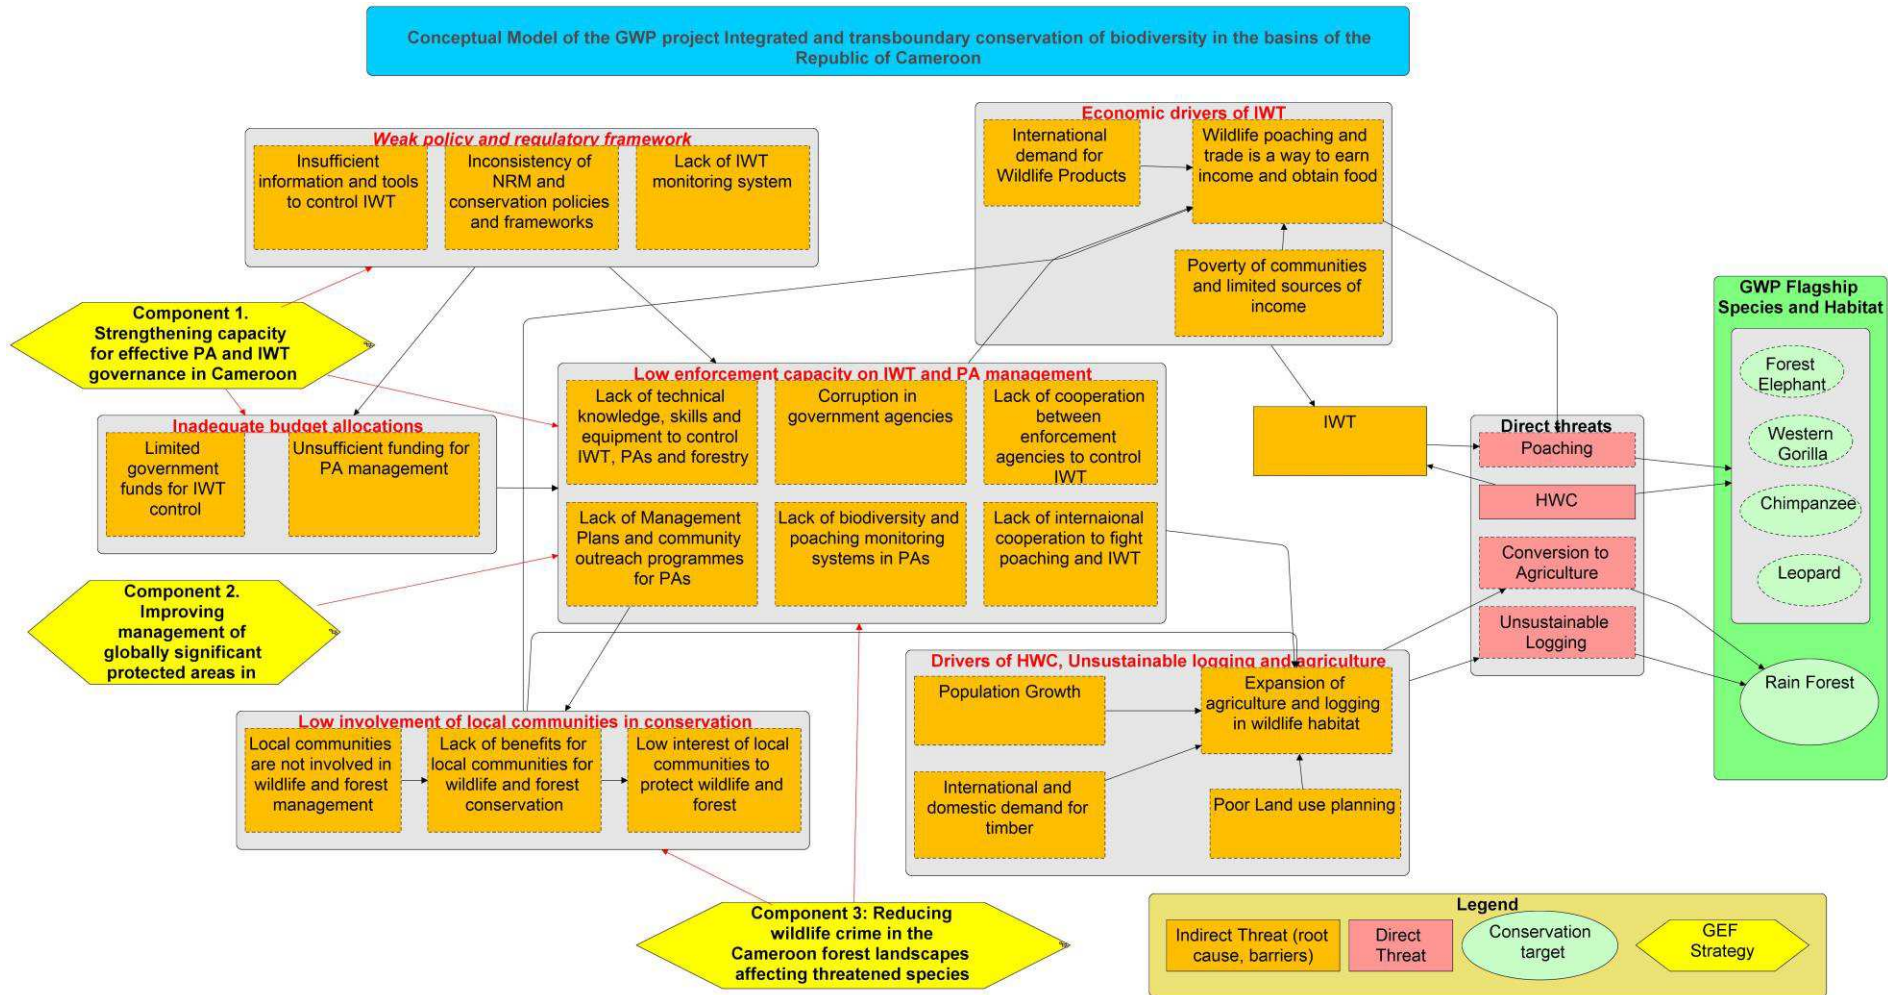 Conceptual Model of the GWP project Integrated and transboundary conservation of biodiversity in the basins of the
Republic of Cameroon
Weak policy and regulatory framework
Insufficient
information and tools
to control IWT
Inconsistency of
NRM and
conservation policies
and frameworks
Lack of IWT
monitoring system
Economic drivers of IWT
International
demand for
Wildlife Products
Wildlife poaching and
trade is a way to earn
income and obtain food
Poverty of communities
and limited sources of
income
Component 1.
Strengthening capacity
for effective PA and IWT
governance in Cameroon
Inadequate budget allocations
Limited
government
funds for IWT
control
Unsufficient funding for
PA management
Low enforcement capacity on IWT and PA management
Lack of technical
knowledge, skills and
equipment to control
IWT, PAs and forestry
Corruption in
government agencies
Lack of cooperation
between
enforcement
agencies to control
IWT
Lack of Management
Plans and community
outreach programmes
for PAs
Lack of biodiversity and
poaching monitoring
systems in PAs
Lack of internaional
cooperation to fight
poaching and IWT
IWT
Direct threats
Poaching
HWC
Conversion to
Agriculture
Unsustainable
Logging
GWP Flagship
Species and Habitat
Forest
Elephant
Western
Gorilla
Chimpanzee
Leopard
Rain Forest
Component 2.
Improving
management of
globally significant
protected areas in
Low involvement of local communities in conservation
Local communities
are not involved in
wildlife and forest
management
Lack of benefits for
local communities for
wildlife and forest
conservation
Low interest of local
communities to
protect wildlife and
forest
Drivers of HWC, Unsustainable logging and agriculture
Population Growth
Expansion of
agriculture and logging
in wildlife habitat
International and
domestic demand for
timber
Poor Land use planning
Component 3: Reducing
wildlife crime in the
Cameroon forest landscapes
affecting threatened species
Legend
Indirect Threat (root
cause, barriers)
Direct
Threat
Conservation
target
GEF
Strategy